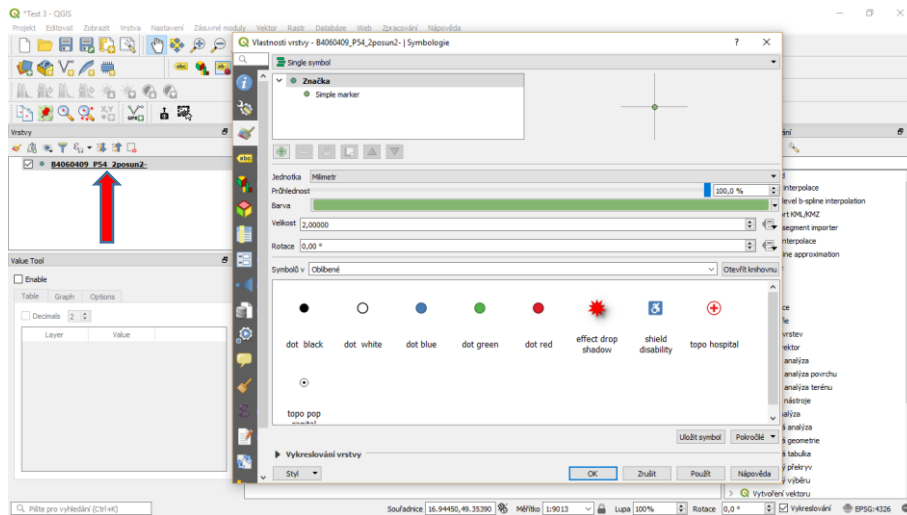 *Test 3 - QGIS
Projekt Editovat Zobrazit Vrstva Nastavení Zásuvné moduly Vektor Rastr Databáze Web Zpracování Nápověda
Vlastnosti vrstvy - B4060409_P54_2posun2- | Symbologie
Single symbol
Značka
Simple marker
Vrstvy
B4060409_P54_2posun2-
Jednotka Milimetr
Průhlednost 100,0 %
Barva
Velikost 2,00000
Rotace 0,00 °
Symbolů v Oblíbené Otevřít knihovnu
dot black dot white dot blue dot green dot red effect drop shadow shield disability topo hospital
topo pop
Value Tool
Enable
Table Graph Options
Decimals 2
Layer Value
Uložit symbol Pokročilé
Vykreslování vrstvy
Styl OK Zrušit Použít Nápověda
interpolace
level b-spline interpolation
rt KML/KMZ
segment importer
nterpolace
ine approximation
vrstev
ektor
analýza
analýza povrchu
analýza terénu
nástroje
alýza
á analýza
á geometrie
á tabulka
ý překryv
ý výběru
Vytvoření vektoru
Pište pro vyhledání (Ctrl+K) Souřadnice 16.94450,49.35390 Měřítko 1:9013 Lupa 100% Rotace 0,0 ° Vykreslování EPSG:4326